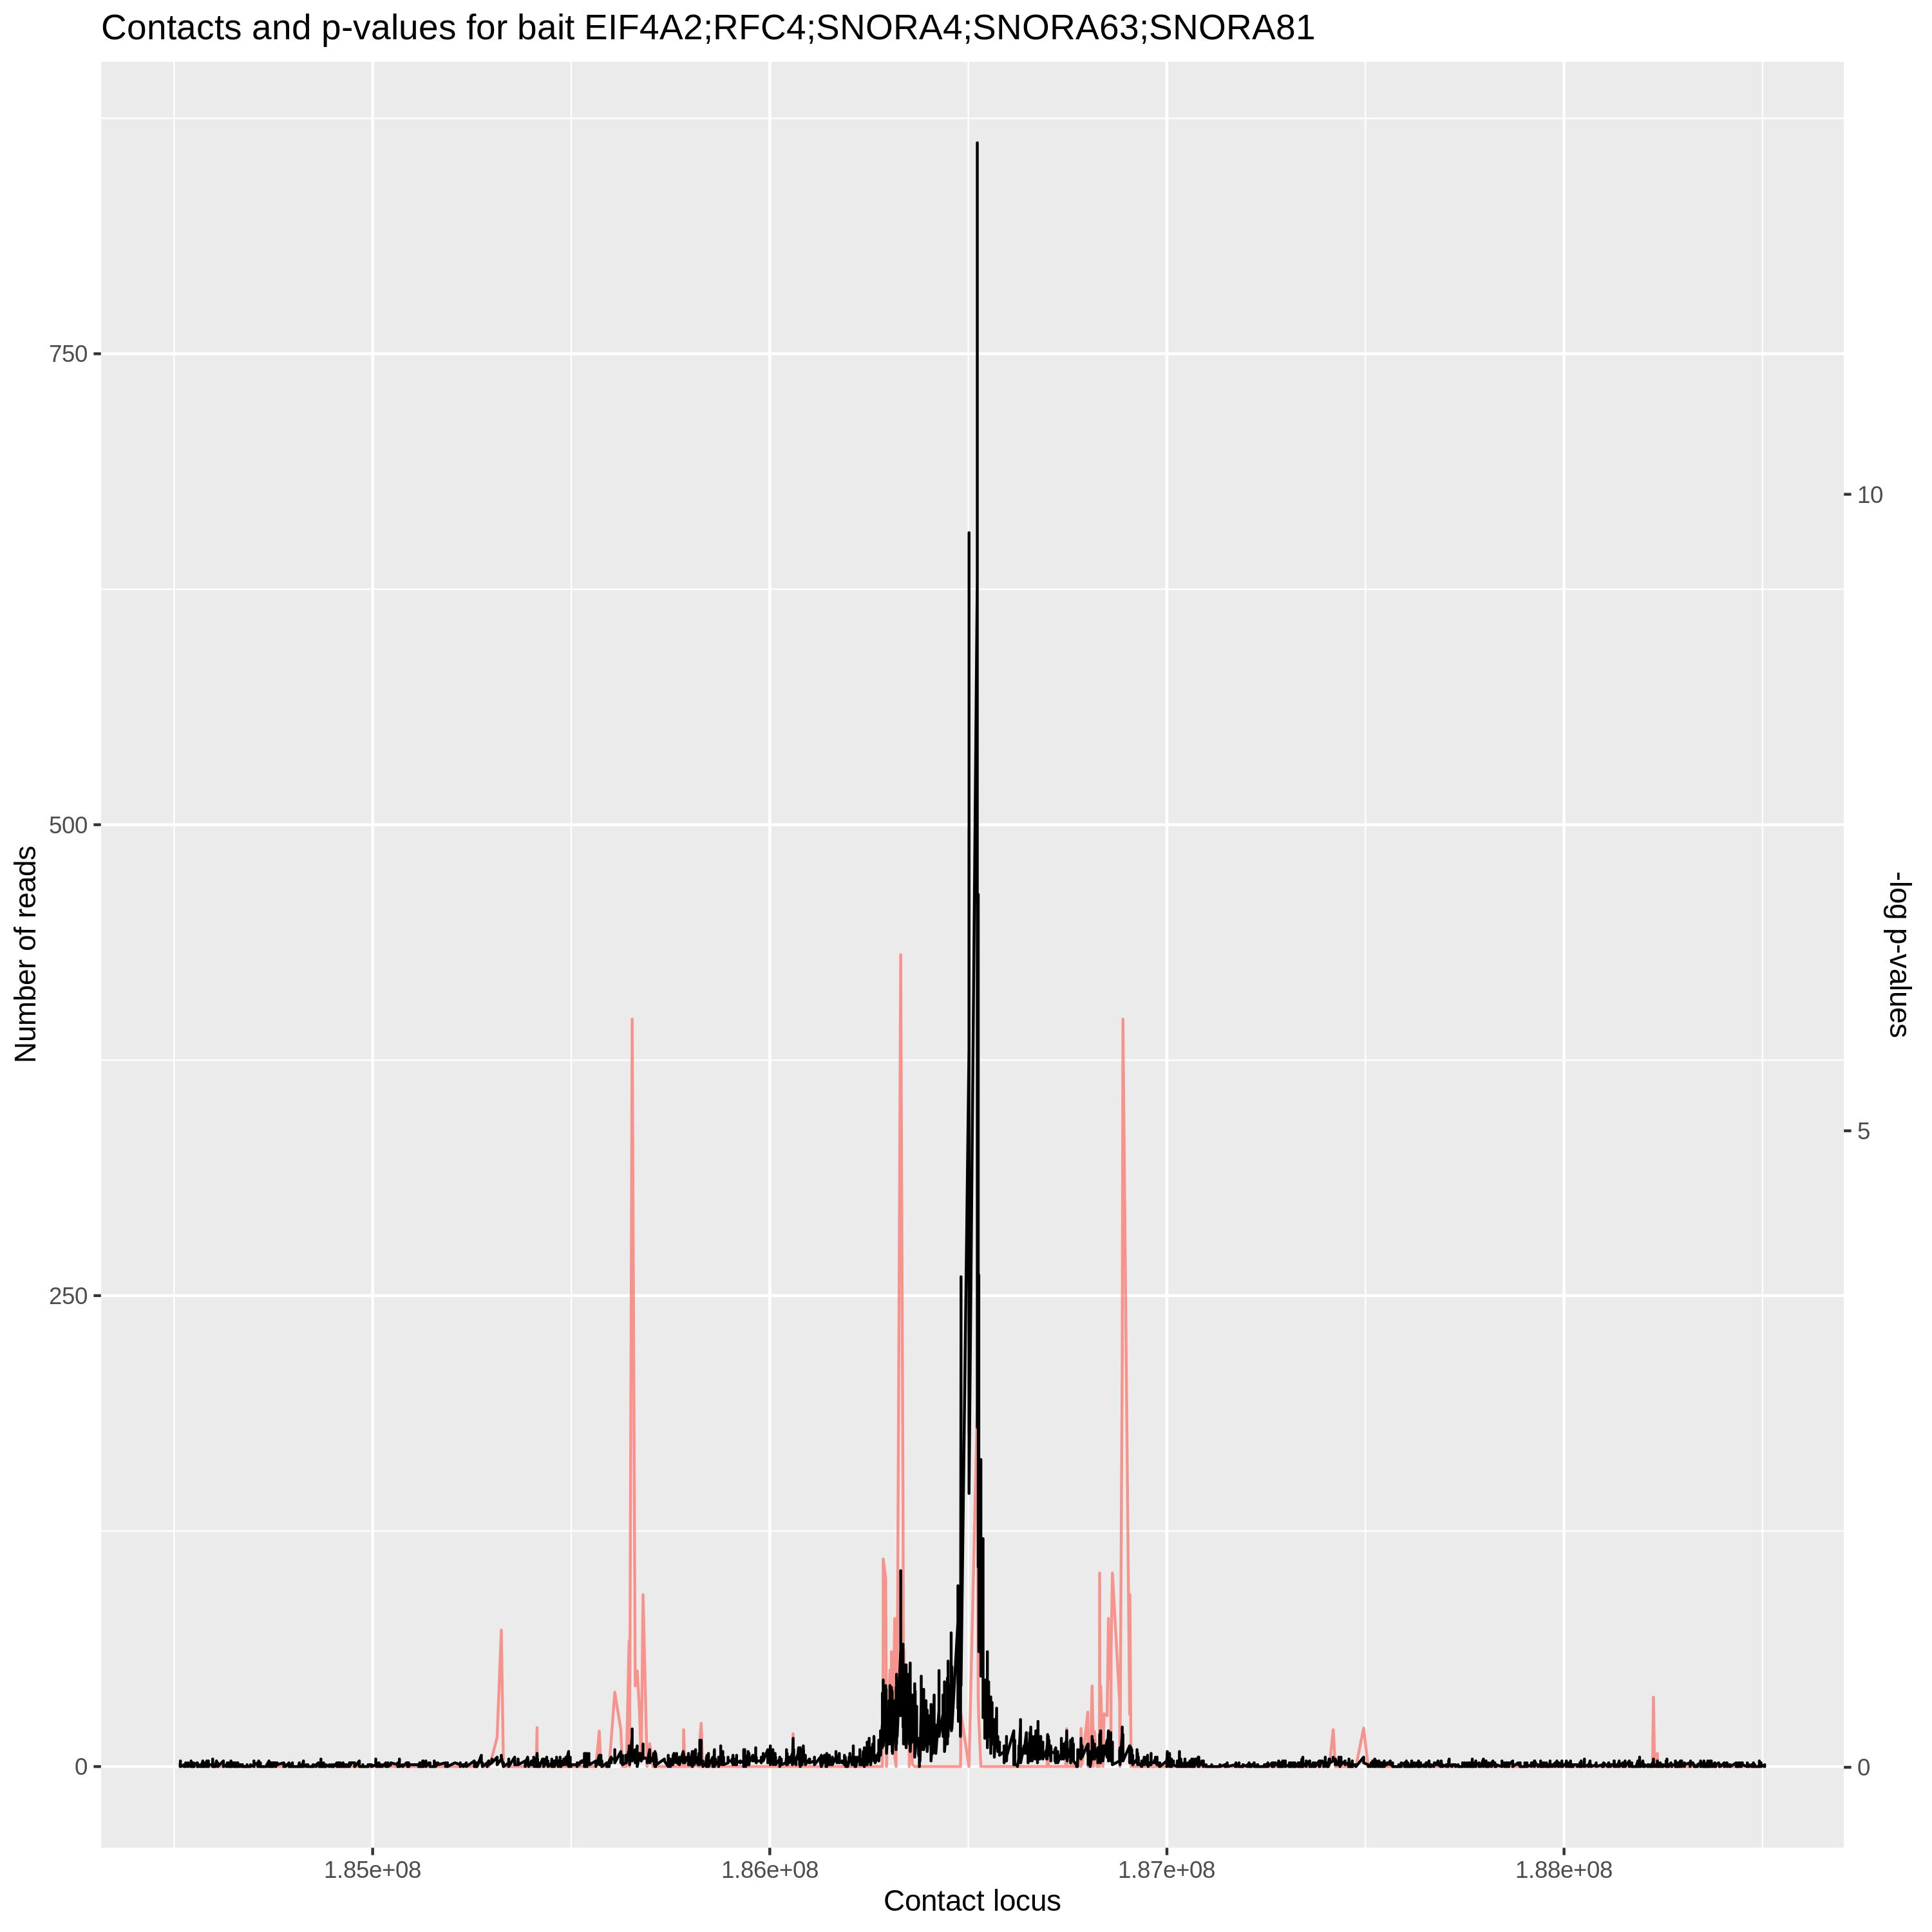 Contacts and p-values for bait EIF4A2;RFC4;SNORA4;SNORA63;SNORA81
750
500
250
0
Number of reads
10
5
0
-log p-values
1.85e+08
1.86e+08
1.87e+08
1.88e+08
Contact locus